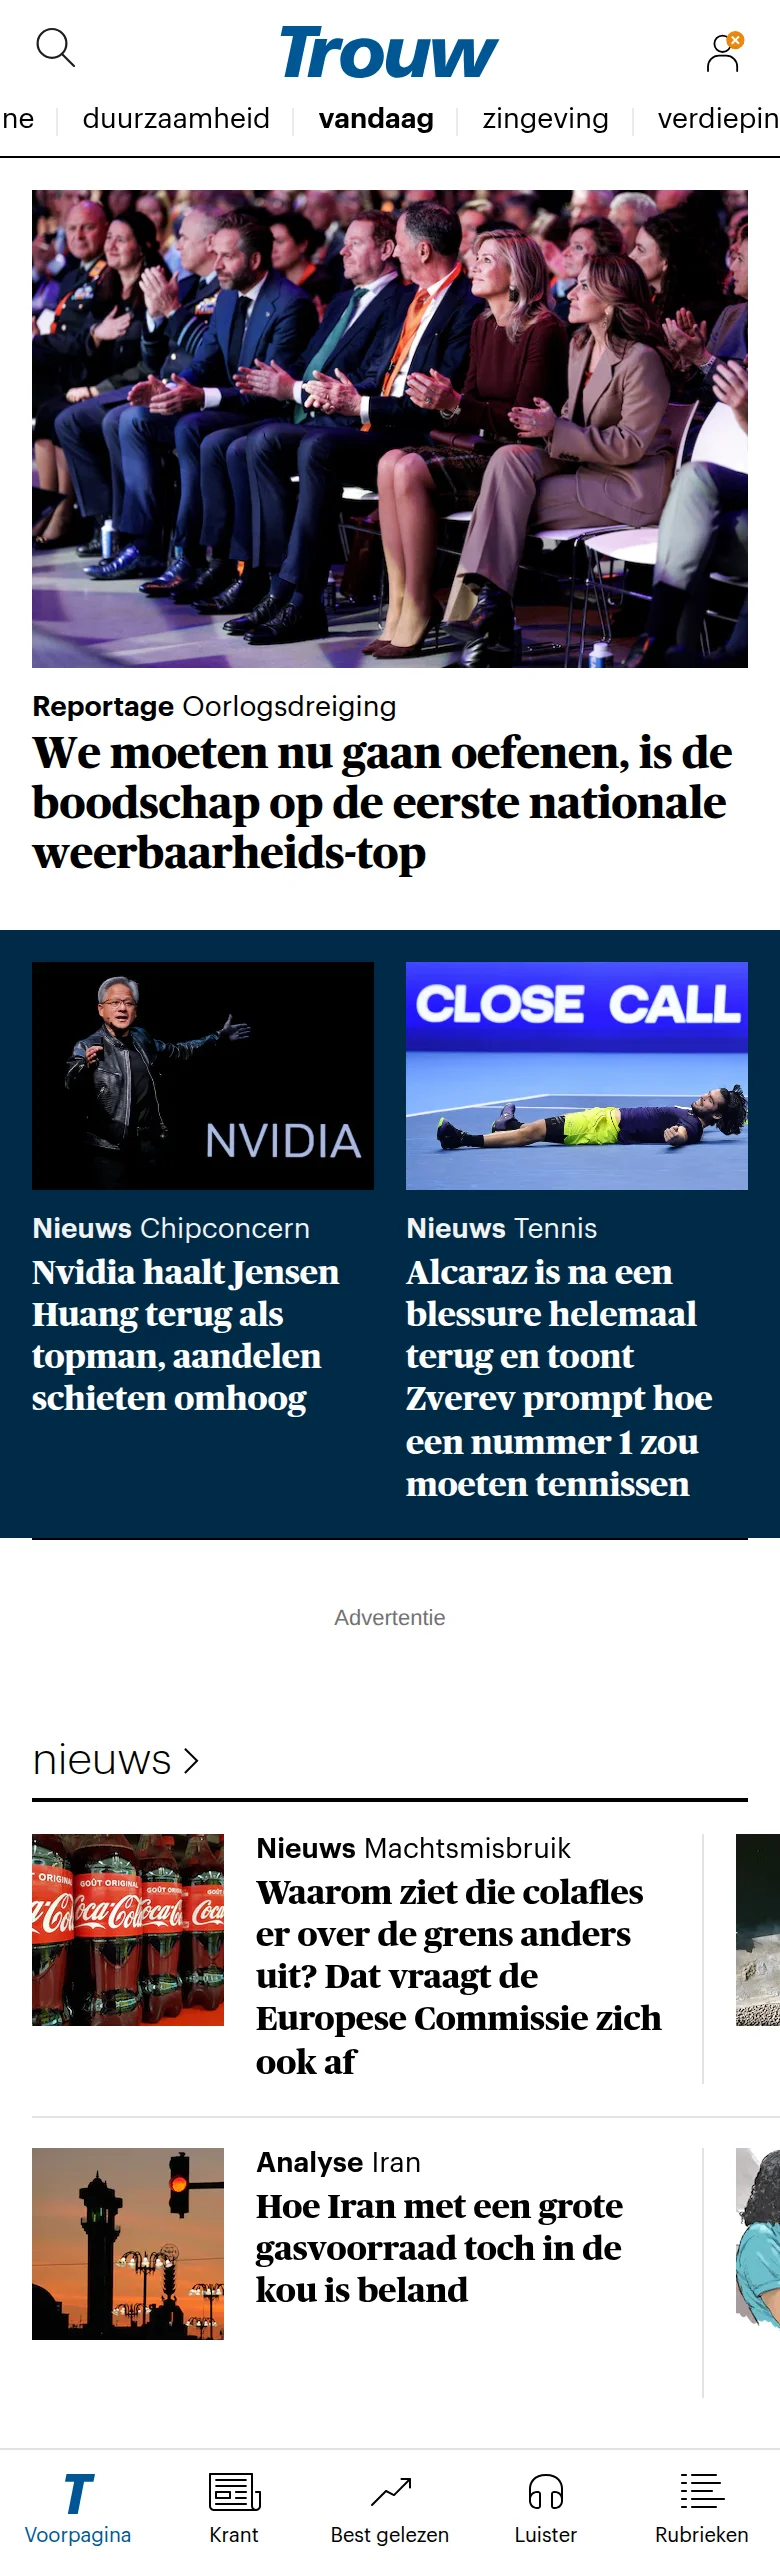 Trouw
ne
duurzaamheid
vandaag
zingeving
verdiepin
Reportage Oorlogsdreiging
We moeten nu gaan oefenen, is de
boodschap op de eerste nationale
weerbaarheids-top
NVIDIA
CLOSE CALL
Nieuws Chipconcern
Nvidia haalt Jensen
Huang terug als
topman, aandelen
schieten omhoog
Nieuws Tennis
Alcaraz is na een
blessure helemaal
terug en toont
Zverev prompt hoe
een nummer 1 zou
moeten tennissen
Advertentie
nieuws
GOÛT ORIGINAL
Coca-Cola
Nieuws Machtsmisbruik
Waarom ziet die colafles
er over de grens anders
uit? Dat vraagt de
Europese Commissie zich
ook af
Analyse Iran
Hoe Iran met een grote
gasvoorraad toch in de
kou is beland
T
Voorpagina
Krant
Best gelezen
Luister
Rubrieken